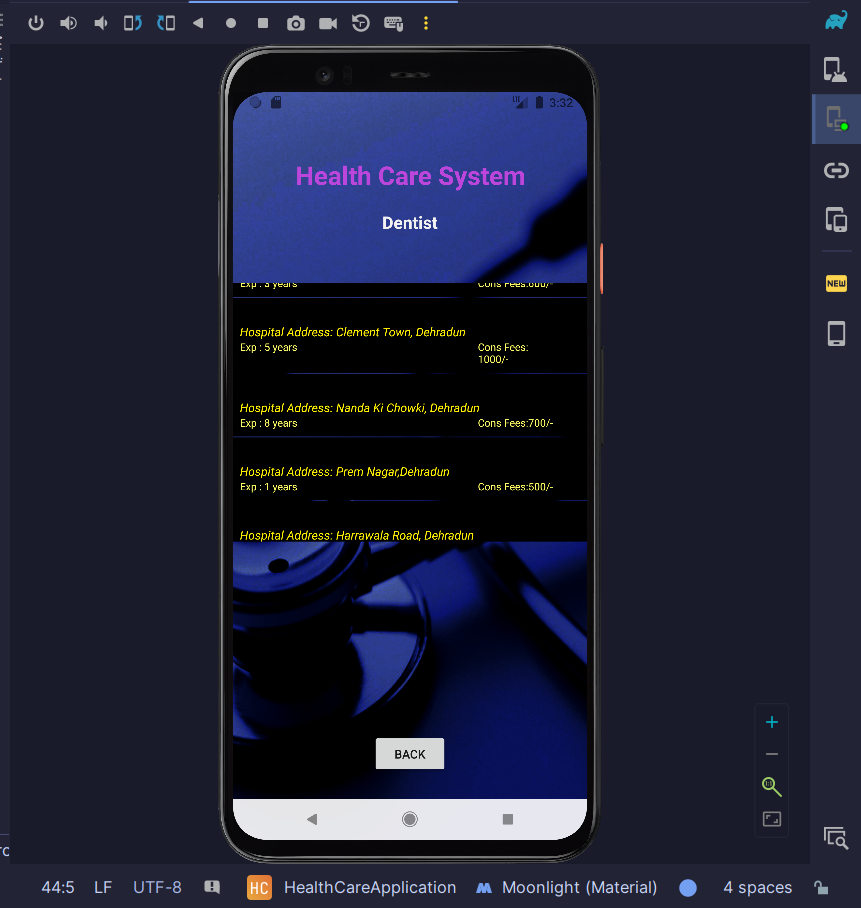 LTE 3:32
Health Care System
Dentist
years Cons Fees:
Hospital Address: Clement Town, Dehradun
Exp : 5 years Cons Fees:
1000/-
Hospital Address: Nanda Ki Chowki, Dehradun
Exp : 8 years Cons Fees:700/-
Hospital Address: Prem Nagar,Dehradun
Exp : 1 years Cons Fees:500/-
Hospital Address: Harrawala Road, Dehradun
BACK
NEW
1:1
44:5 LF UTF-8 HC HealthCareApplication Moonlight (Material) 4 spaces